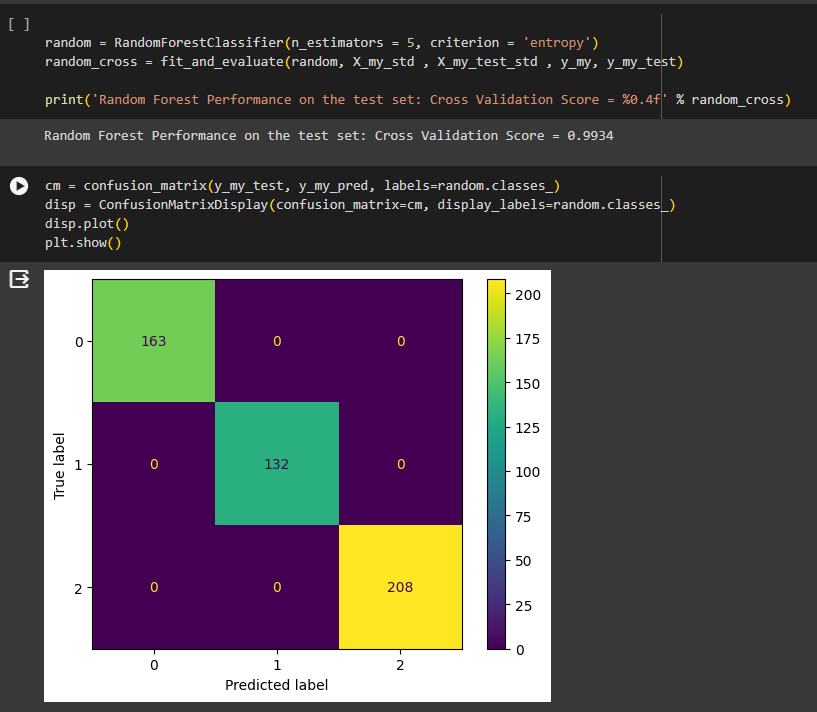 [ ]
random = RandomForestClassifier(n_estimators = 5, criterion = 'entropy')
random_cross = fit_and_evaluate(random, X_my_std , X_my_test_std , y_my, y_my_test)
print('Random Forest Performance on the test set: Cross Validation Score = %0.4f' % random_cross)
Random Forest Performance on the test set: Cross Validation Score = 0.9934
cm = confusion_matrix(y_my_test, y_my_pred, labels=random.classes_)
disp = ConfusionMatrixDisplay(confusion_matrix=cm, display_labels=random.classes_)
disp.plot()
plt.show()
0 163 0 0
1 0 132 0
2 0 0 208
0 1 2
True label
Predicted label
200
175
150
125
100
75
50
25
0